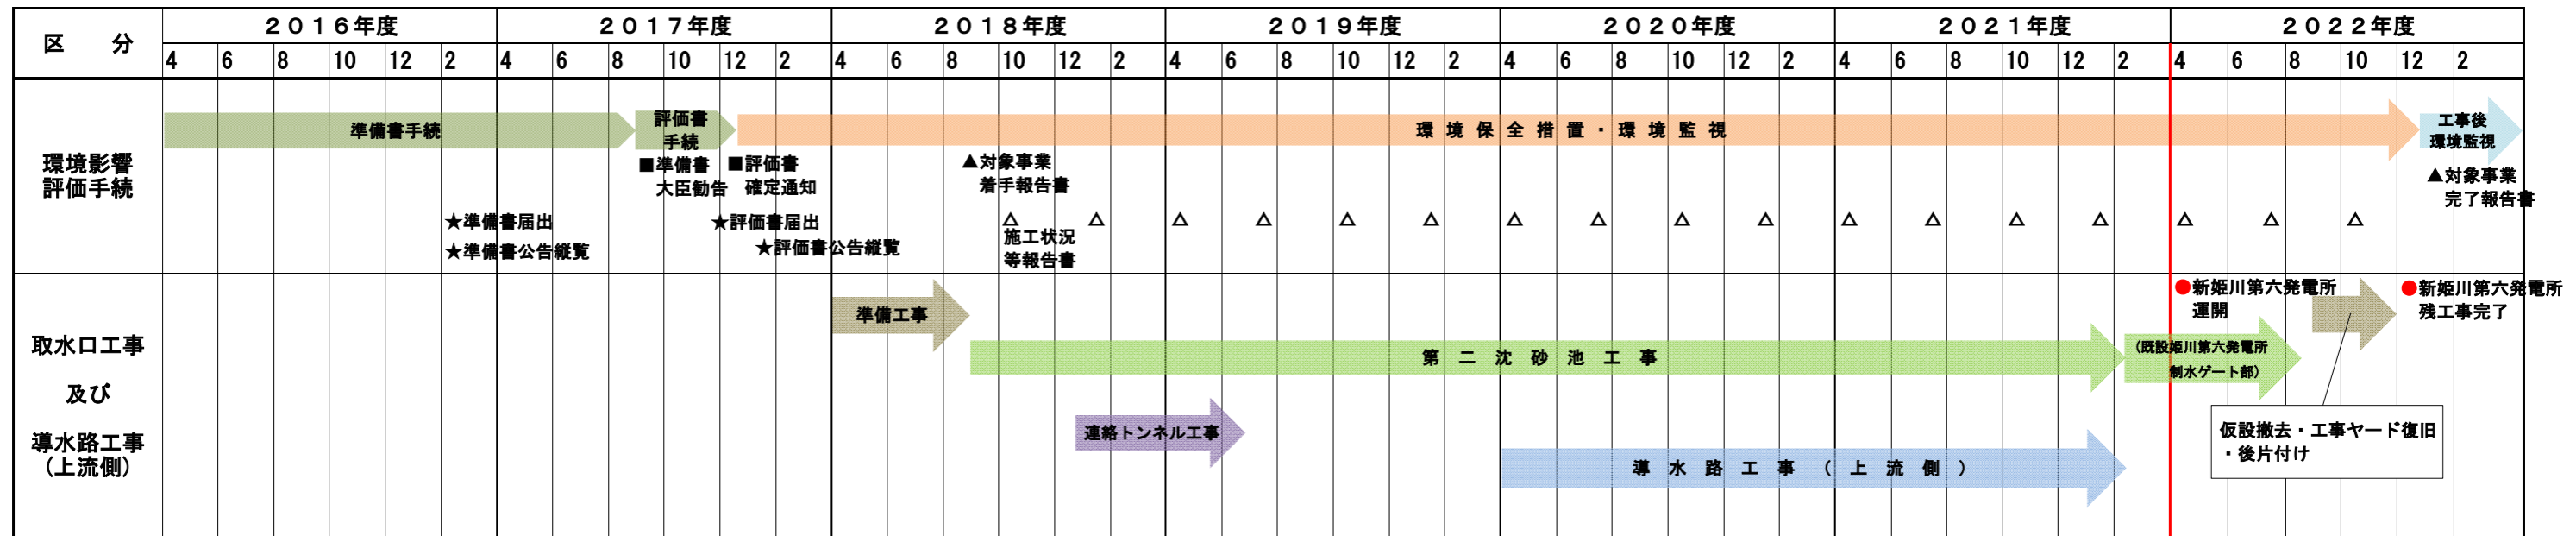 区　分
２０１６年度
２０１７年度
２０１８年度
２０１９年度
２０２０年度
２０２１年度
２０２２年度
4 6 8 10 12 2 4 6 8 10 12 2 4 6 8 10 12 2 4 6 8 10 12 2 4 6 8 10 12 2 4 6 8 10 12 2 4 6 8 10 12 2
環境影響
評価手続
準備書手続
評価書
手続
環境保全措置・環境監視
工事後
環境監視
■準備書
大臣勧告
■評価書
確定通知
▲対象事業
着手報告書
▲対象事業
完了報告書
★準備書届出
★評価書届出
△ △ △ △ △ △ △ △ △ △ △ △ △ △ △ △ △
★準備書公告縦覧
★評価書公告縦覧
施工状況
等報告書
取水口工事
及び
導水路工事
（上流側）
準備工事
●新姫川第六発電所
運開
●新姫川第六発電所
残工事完了
第二沈砂池工事
（既設姫川第六発電所
制水ゲート部）
連絡トンネル工事
仮設撤去・工事ヤード復旧
・後片付け
導水路工事（上流側）